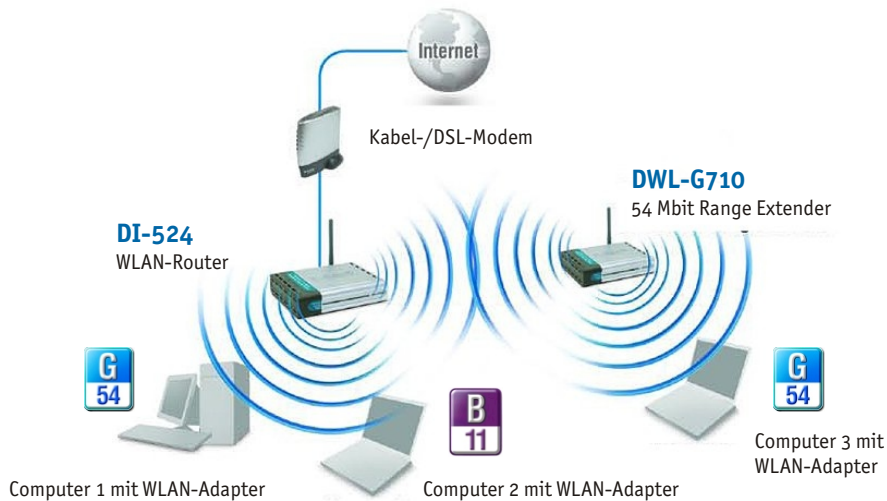 Internet
Kabel-/DSL-Modem
DWL-G710
54 Mbit Range Extender
DI-524
WLAN-Router
G
54
B
11
G
54
Computer 3 mit
WLAN-Adapter
Computer 1 mit WLAN-Adapter
Computer 2 mit WLAN-Adapter